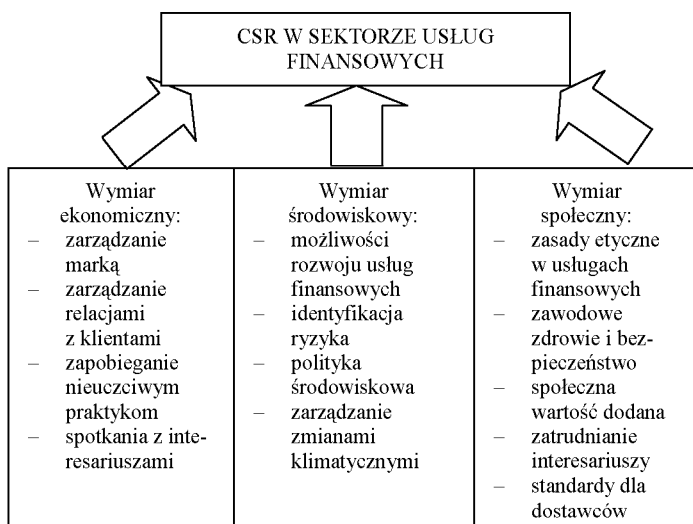 CSR W SEKTORZE USŁUG
FINANSOWYCH
Wymiar
ekonomiczny:
– zarządzanie
marką
– zarządzanie
relacjami
z klientami
– zapobieganie
nieuczciwym
praktykom
– spotkania z inte-
resariuszami
Wymiar
środowiskowy:
– możliwości
rozwoju usług
finansowych
– identyfikacja
ryzyka
– polityka
środowiskowa
– zarządzanie
zmianami
klimatycznymi
Wymiar
społeczny:
– zasady etyczne
w usługach
finansowych
– zawodowe
zdrowie i bez-
pieczeństwo
– społeczna
wartość dodana
– zatrudnianie
interesariuszy
– standardy dla
dostawców